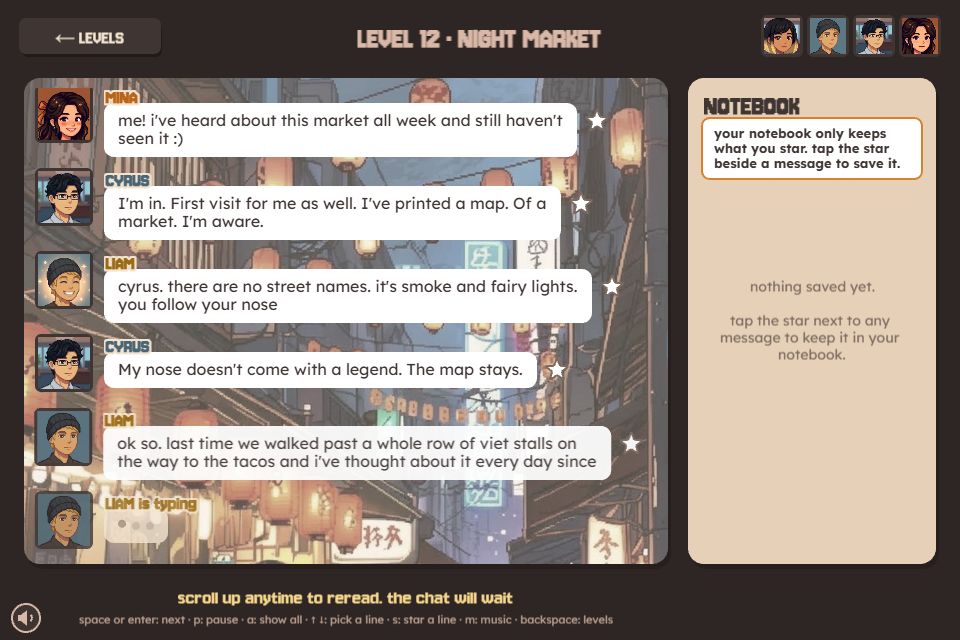 ← LEVELS
LEVEL 12 · NIGHT MARKET
MINA
me! i've heard about this market all week and still haven't
seen it :)
CYRUS
I'm in. First visit for me as well. I've printed a map. Of a
market. I'm aware.
LIAM
cyrus. there are no street names. it's smoke and fairy lights.
you follow your nose
CYRUS
My nose doesn't come with a legend. The map stays.
LIAM
ok so. last time we walked past a whole row of viet stalls on
the way to the tacos and i've thought about it every day since
LIAM is typing
NOTEBOOK
your notebook only keeps
what you star. tap the star
beside a message to save it.
nothing saved yet.
tap the star next to any
message to keep it in your
notebook.
scroll up anytime to reread. the chat will wait
space or enter: next · p: pause · a: show all · ↑ ↓: pick a line · s: star a line · m: music · backspace: levels